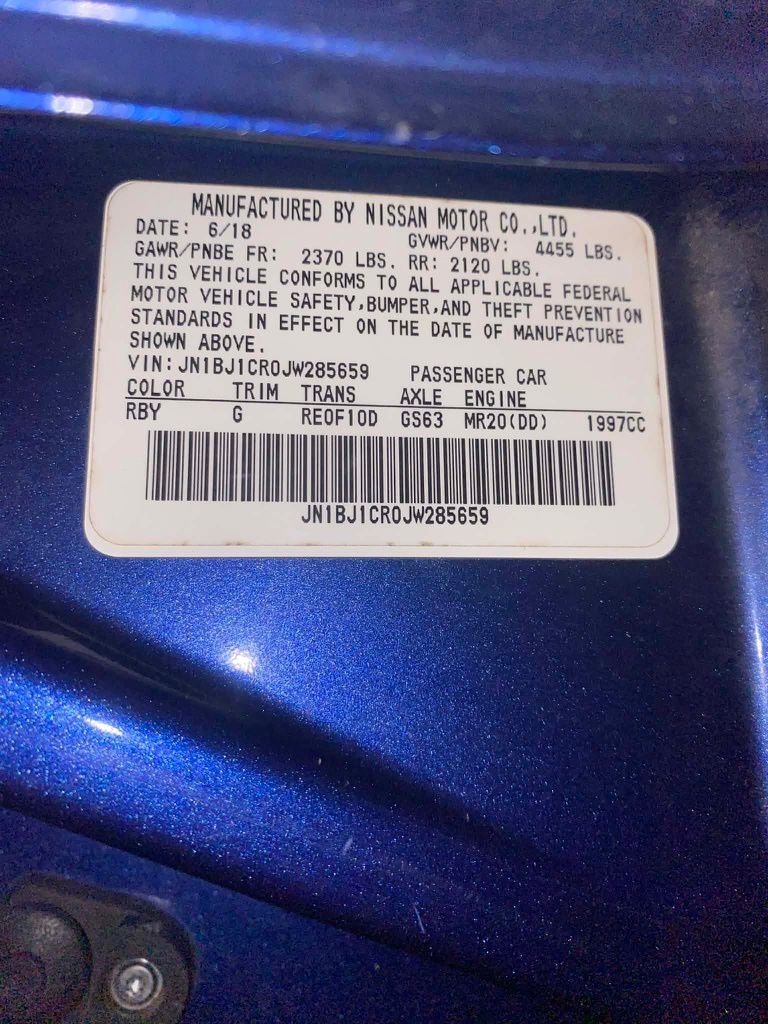 MANUFACTURED BY NISSAN MOTOR CO.,LTD.
DATE: 6/18 GVWR/PNBV: 4455 LBS.
GAWR/PNBE FR: 2370 LBS. RR: 2120 LBS.
THIS VEHICLE CONFORMS TO ALL APPLICABLE FEDERAL
MOTOR VEHICLE SAFETY,BUMPER,AND THEFT PREVENTION
STANDARDS IN EFFECT ON THE DATE OF MANUFACTURE
SHOWN ABOVE.
VIN:JN1BJ1CR0JW285659 PASSENGER CAR
COLOR TRIM TRANS AXLE ENGINE
RBY G RE0F10D GS63 MR20(DD) 1997CC
JN1BJ1CR0JW285659